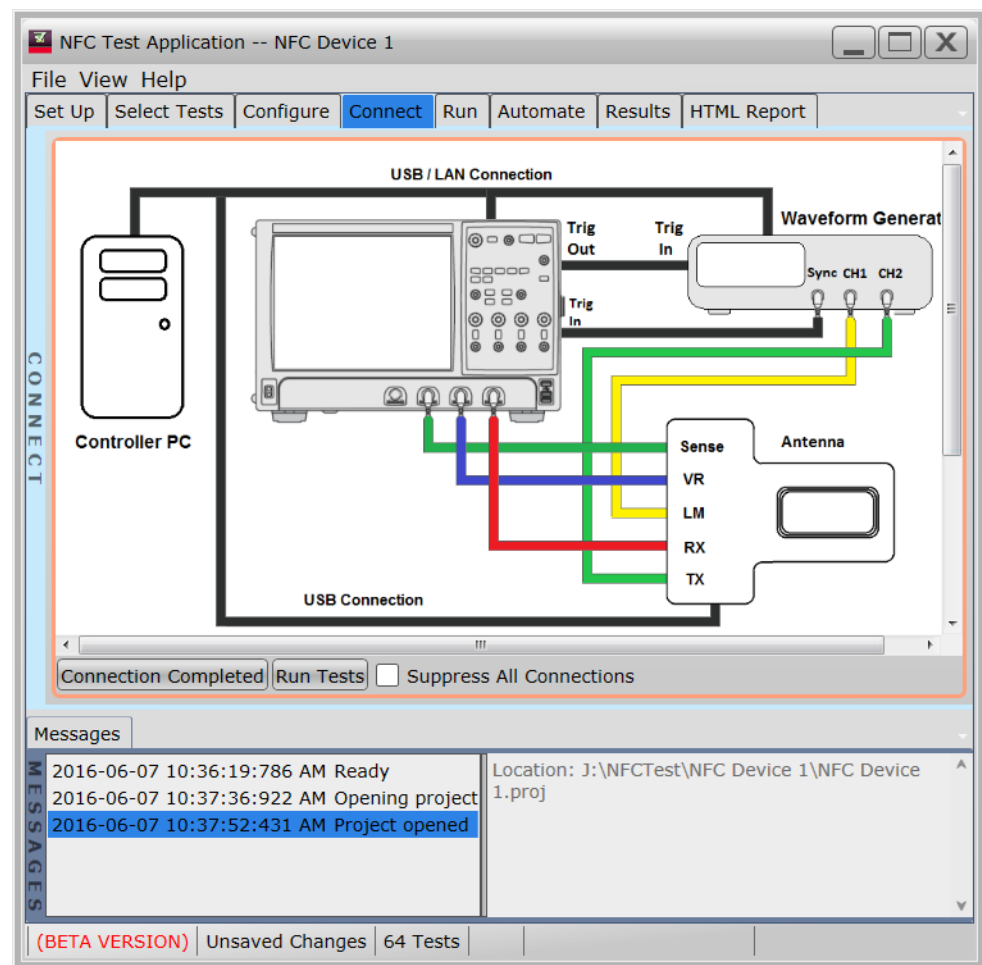 NFC Test Application -- NFC Device 1
File View Help
Set Up Select Tests Configure Connect Run Automate Results HTML Report
CONNECT
USB / LAN Connection
Trig Out
Trig In
Waveform Generat
Sync CH1 CH2
Trig In
Controller PC
Sense
Antenna
VR
LM
RX
TX
USB Connection
Connection Completed Run Tests Suppress All Connections
Messages
MESSAGES
2016-06-07 10:36:19:786 AM Ready
2016-06-07 10:37:36:922 AM Opening project
2016-06-07 10:37:52:431 AM Project opened
Location: J:\NFCTest\NFC Device 1\NFC Device
1.proj
(BETA VERSION) Unsaved Changes 64 Tests